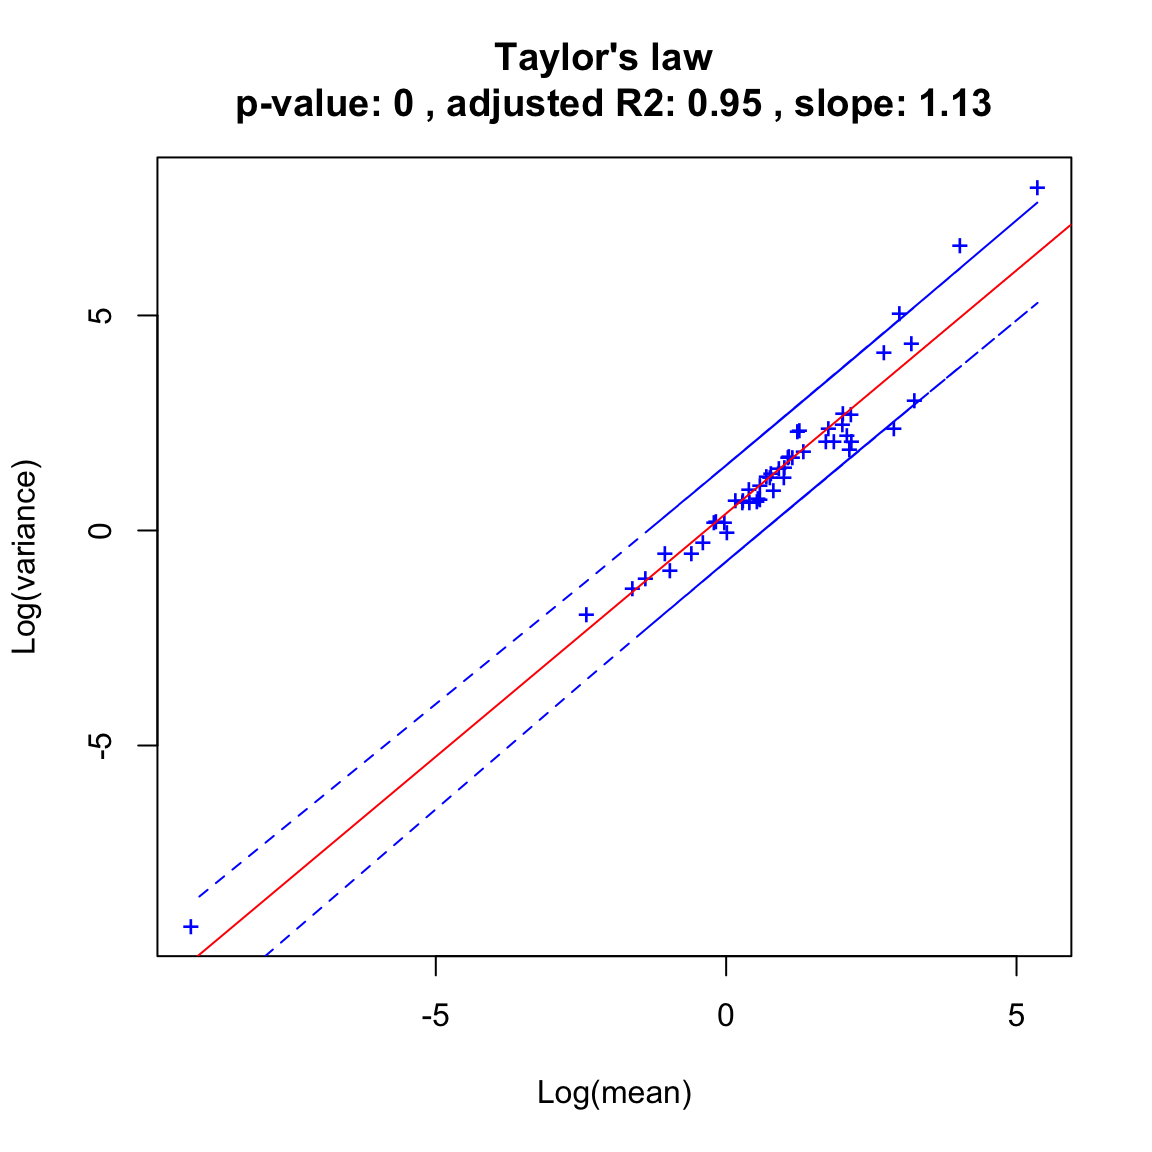 Taylor's law
p-value: 0 , adjusted R2: 0.95 , slope: 1.13
5
0
-5
Log(variance)
-5
0
5
Log(mean)